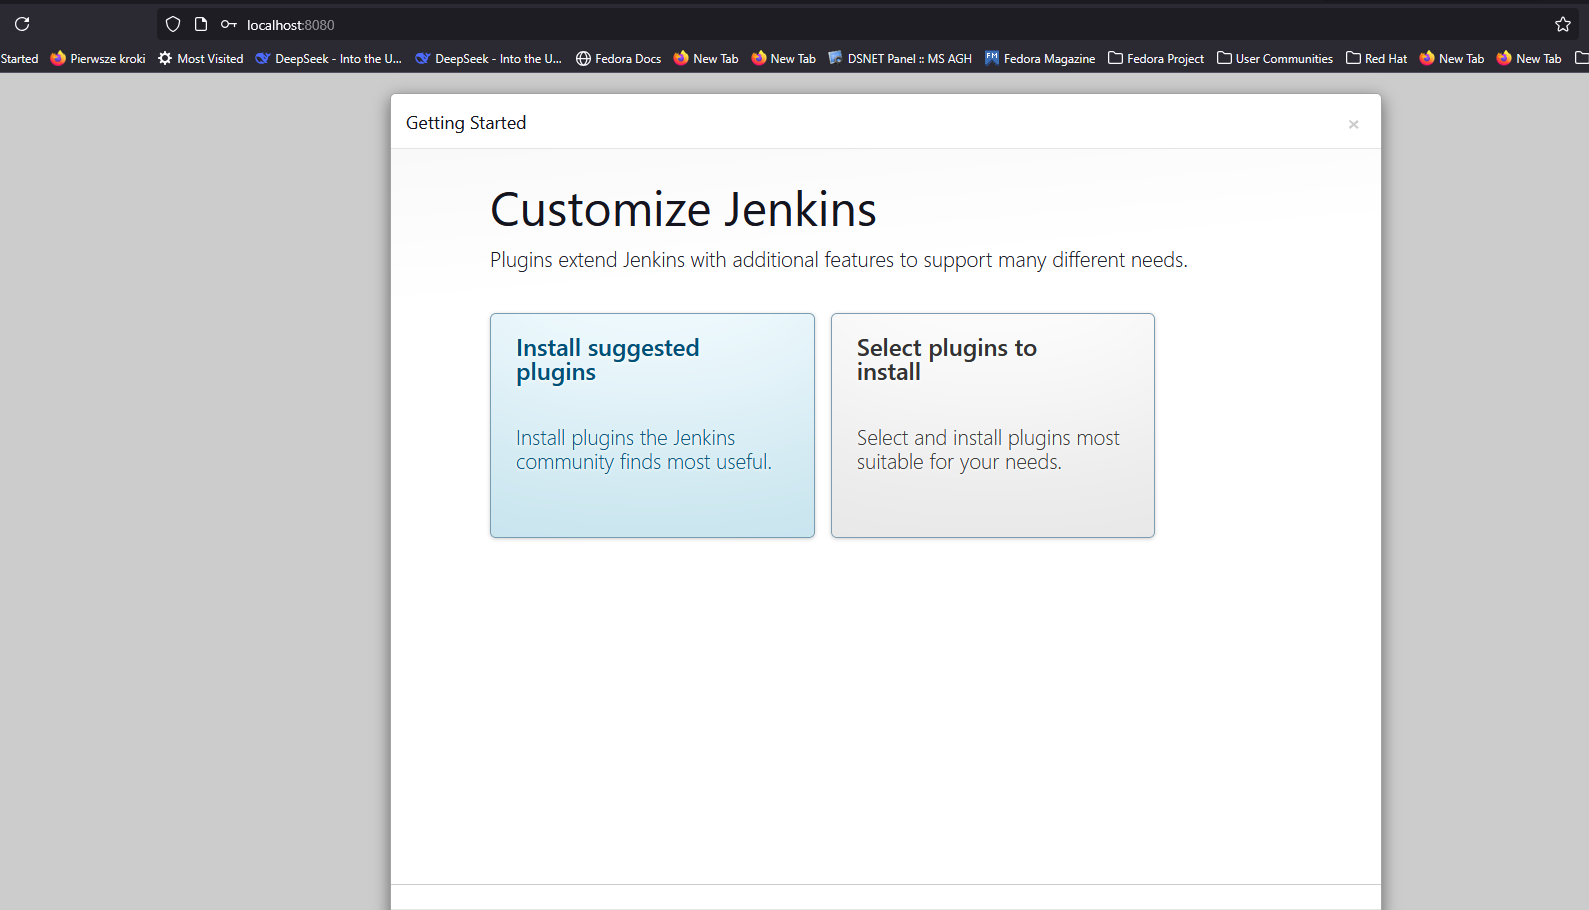 localhost:8080
Started Pierwsze kroki Most Visited DeepSeek - Into the U... DeepSeek - Into the U... Fedora Docs New Tab New Tab DSNET Panel :: MS AGH FM Fedora Magazine Fedora Project User Communities Red Hat New Tab New Tab
Getting Started ×
Customize Jenkins
Plugins extend Jenkins with additional features to support many different needs.
Install suggested
plugins
Install plugins the Jenkins
community finds most useful.
Select plugins to
install
Select and install plugins most
suitable for your needs.